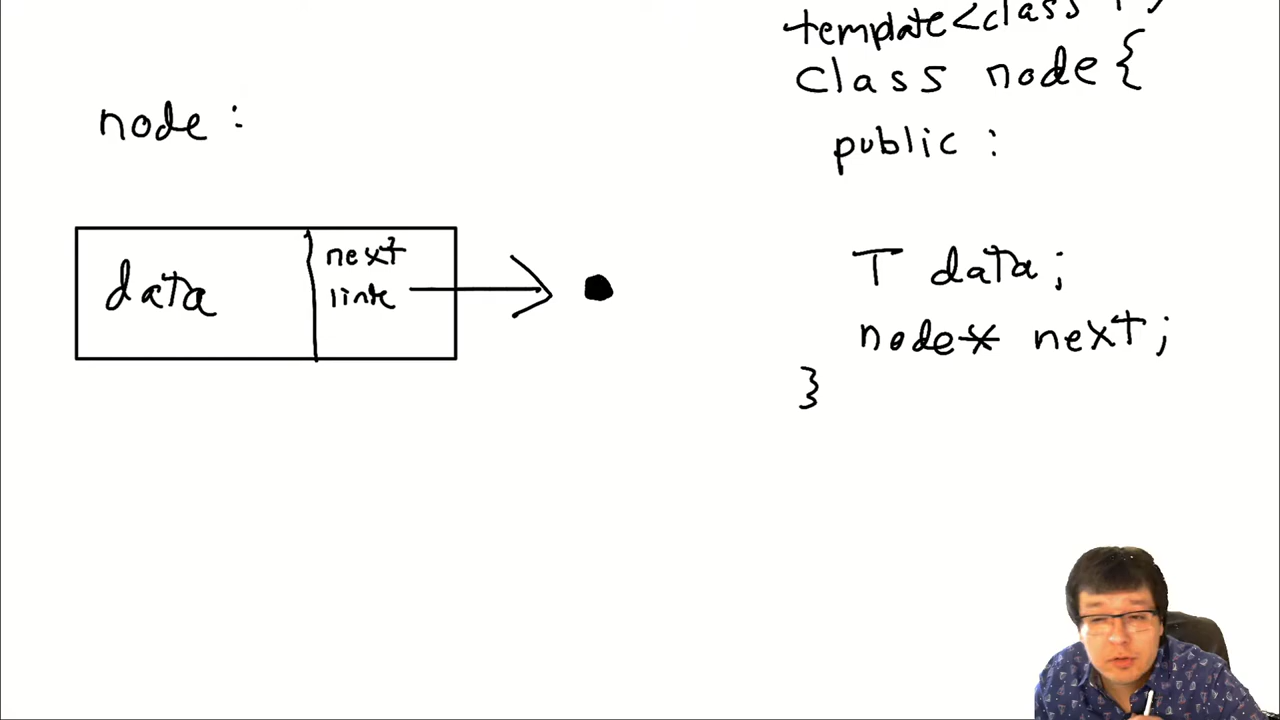 node :
data
next
link
template<class T>
class node {
public :
T data ;
node* next ;
}